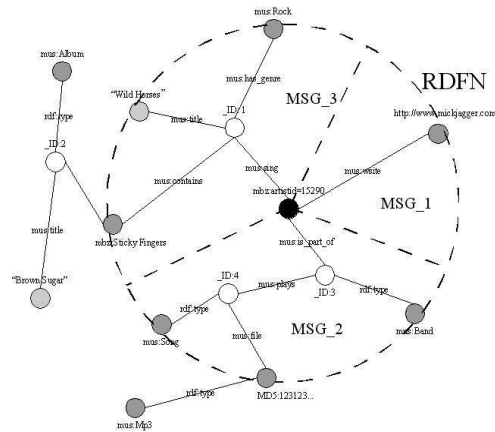 mus:Rock
mus:Album
RDFN
mus:has_genre
"Wild Horses"
MSG_3
http://www.mickjagger.com
rdf:type
mus:title
_ID:1
_ID:2
mus:sing
mus:write
mus:contains
mbz:artistid=15290
MSG_1
mus:title
mbz:Sticky Fingers
mus:is_part_of
_ID:4
mus:plays
"Brown Sugar"
_ID:3
rdf:type
rdf:type
mus:Song
mus:file
MSG_2
mus:Band
MD5:123123...
rdf:type
mus:Mp3